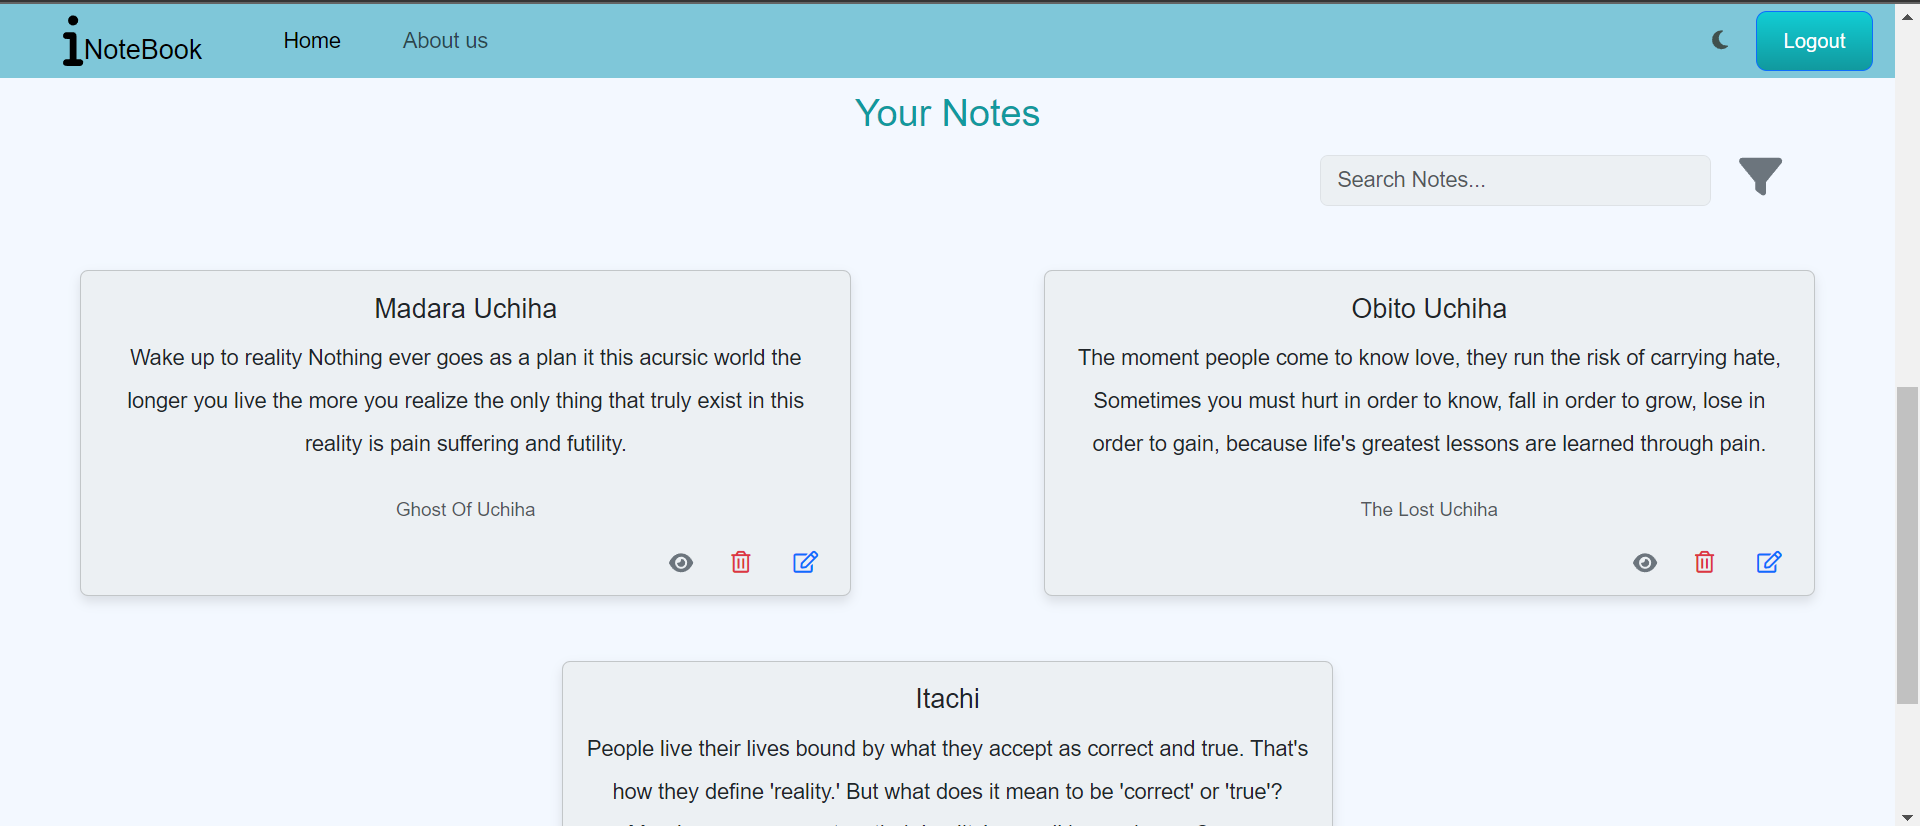 iNoteBook
Home
About us
Logout
Your Notes
Search Notes...
Madara Uchiha
Wake up to reality Nothing ever goes as a plan it this acursic world the
longer you live the more you realize the only thing that truly exist in this
reality is pain suffering and futility.
Ghost Of Uchiha
Obito Uchiha
The moment people come to know love, they run the risk of carrying hate,
Sometimes you must hurt in order to know, fall in order to grow, lose in
order to gain, because life's greatest lessons are learned through pain.
The Lost Uchiha
Itachi
People live their lives bound by what they accept as correct and true. That's
how they define 'reality.' But what does it mean to be 'correct' or 'true'?